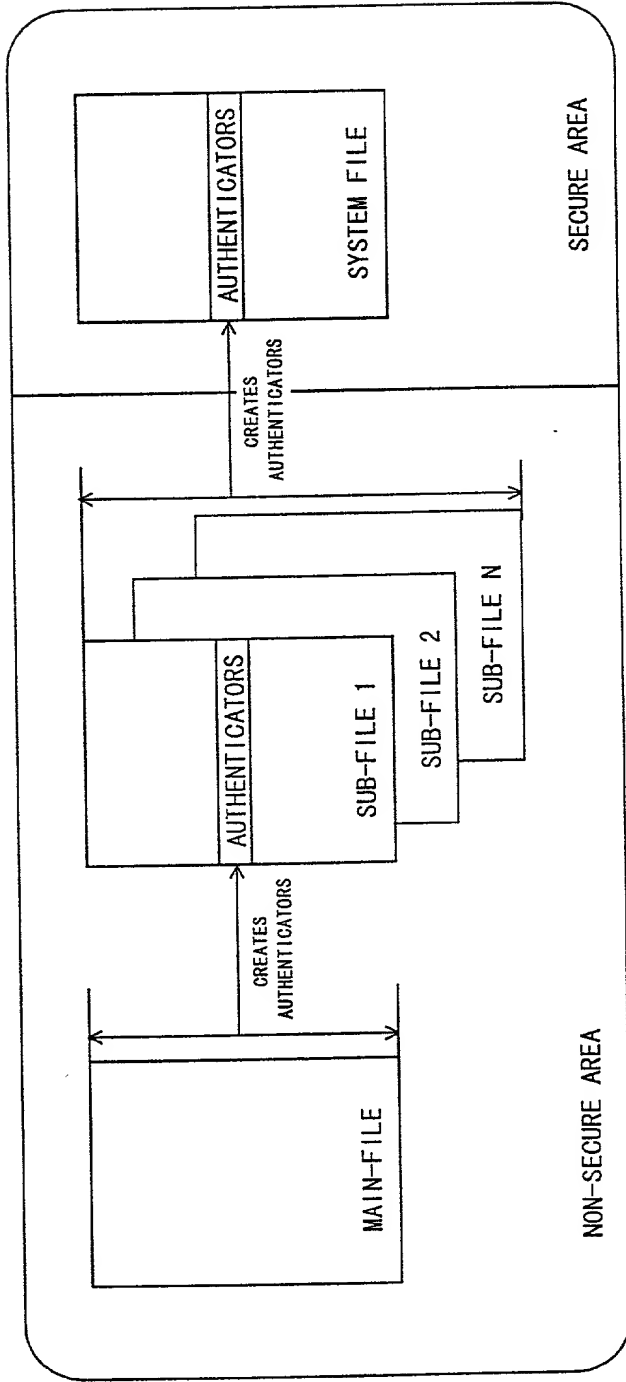 MAIN-FILE
CREATES
AUTHENTICATORS
AUTHENTICATORS
SUB-FILE 1
SUB-FILE 2
SUB-FILE N
CREATES
AUTHENTICATORS
AUTHENTICATORS
SYSTEM FILE
NON-SECURE AREA
SECURE AREA